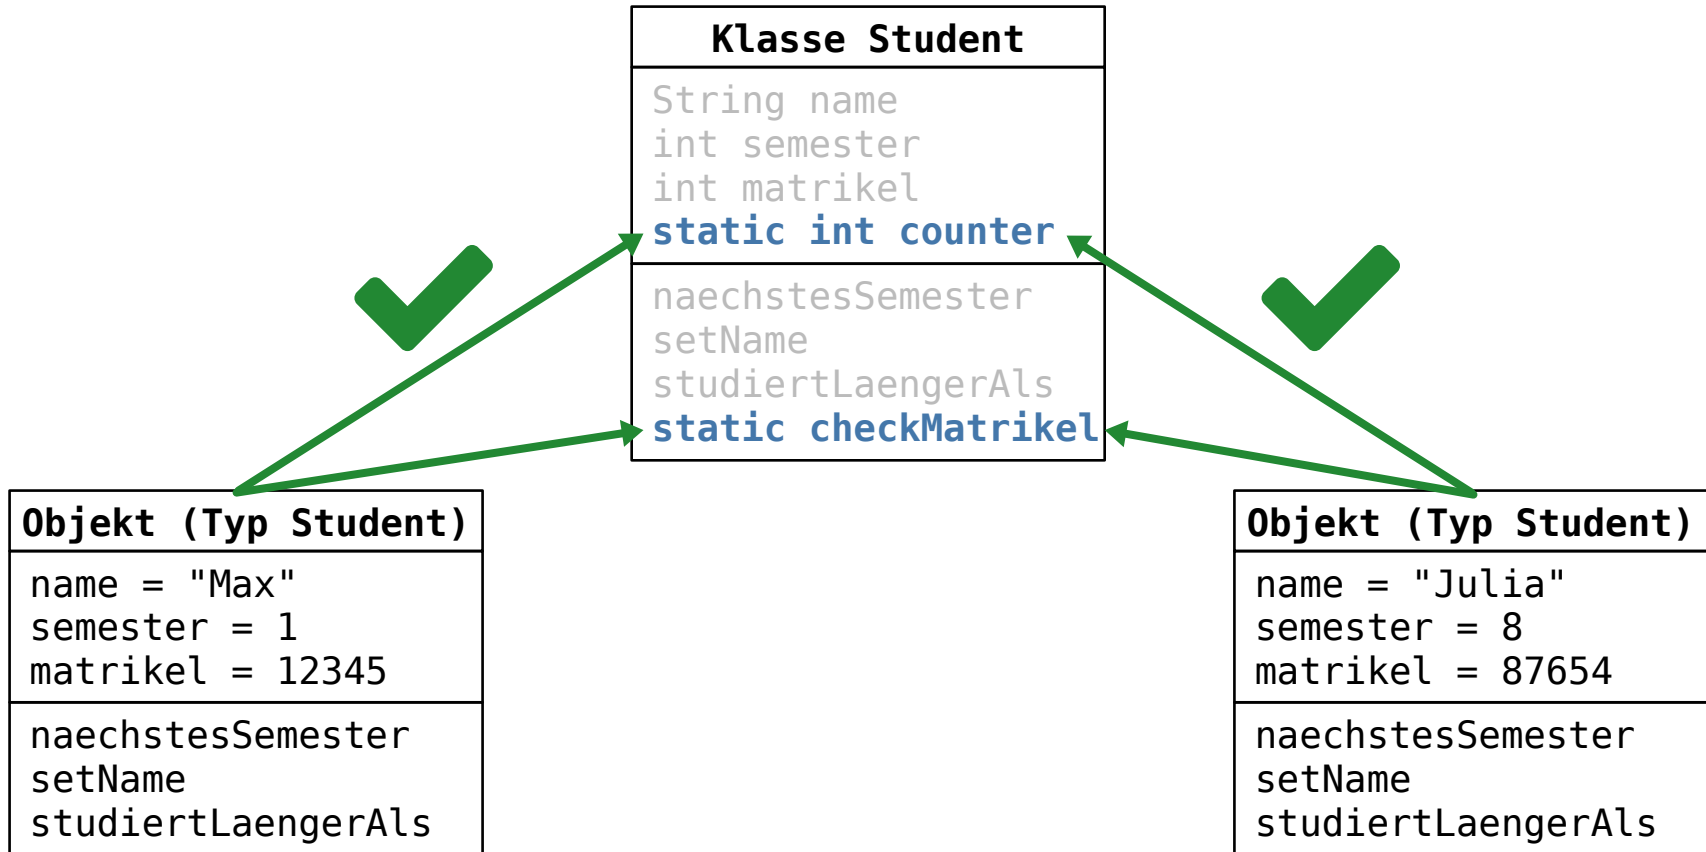 Klasse Student
String name
int semester
int matrikel
static int counter
naechstesSemester
setName
studiertLaengerAls
static checkMatrikel
Objekt (Typ Student)
name = "Max"
semester = 1
matrikel = 12345
naechstesSemester
setName
studiertLaengerAls
Objekt (Typ Student)
name = "Julia"
semester = 8
matrikel = 87654
naechstesSemester
setName
studiertLaengerAls